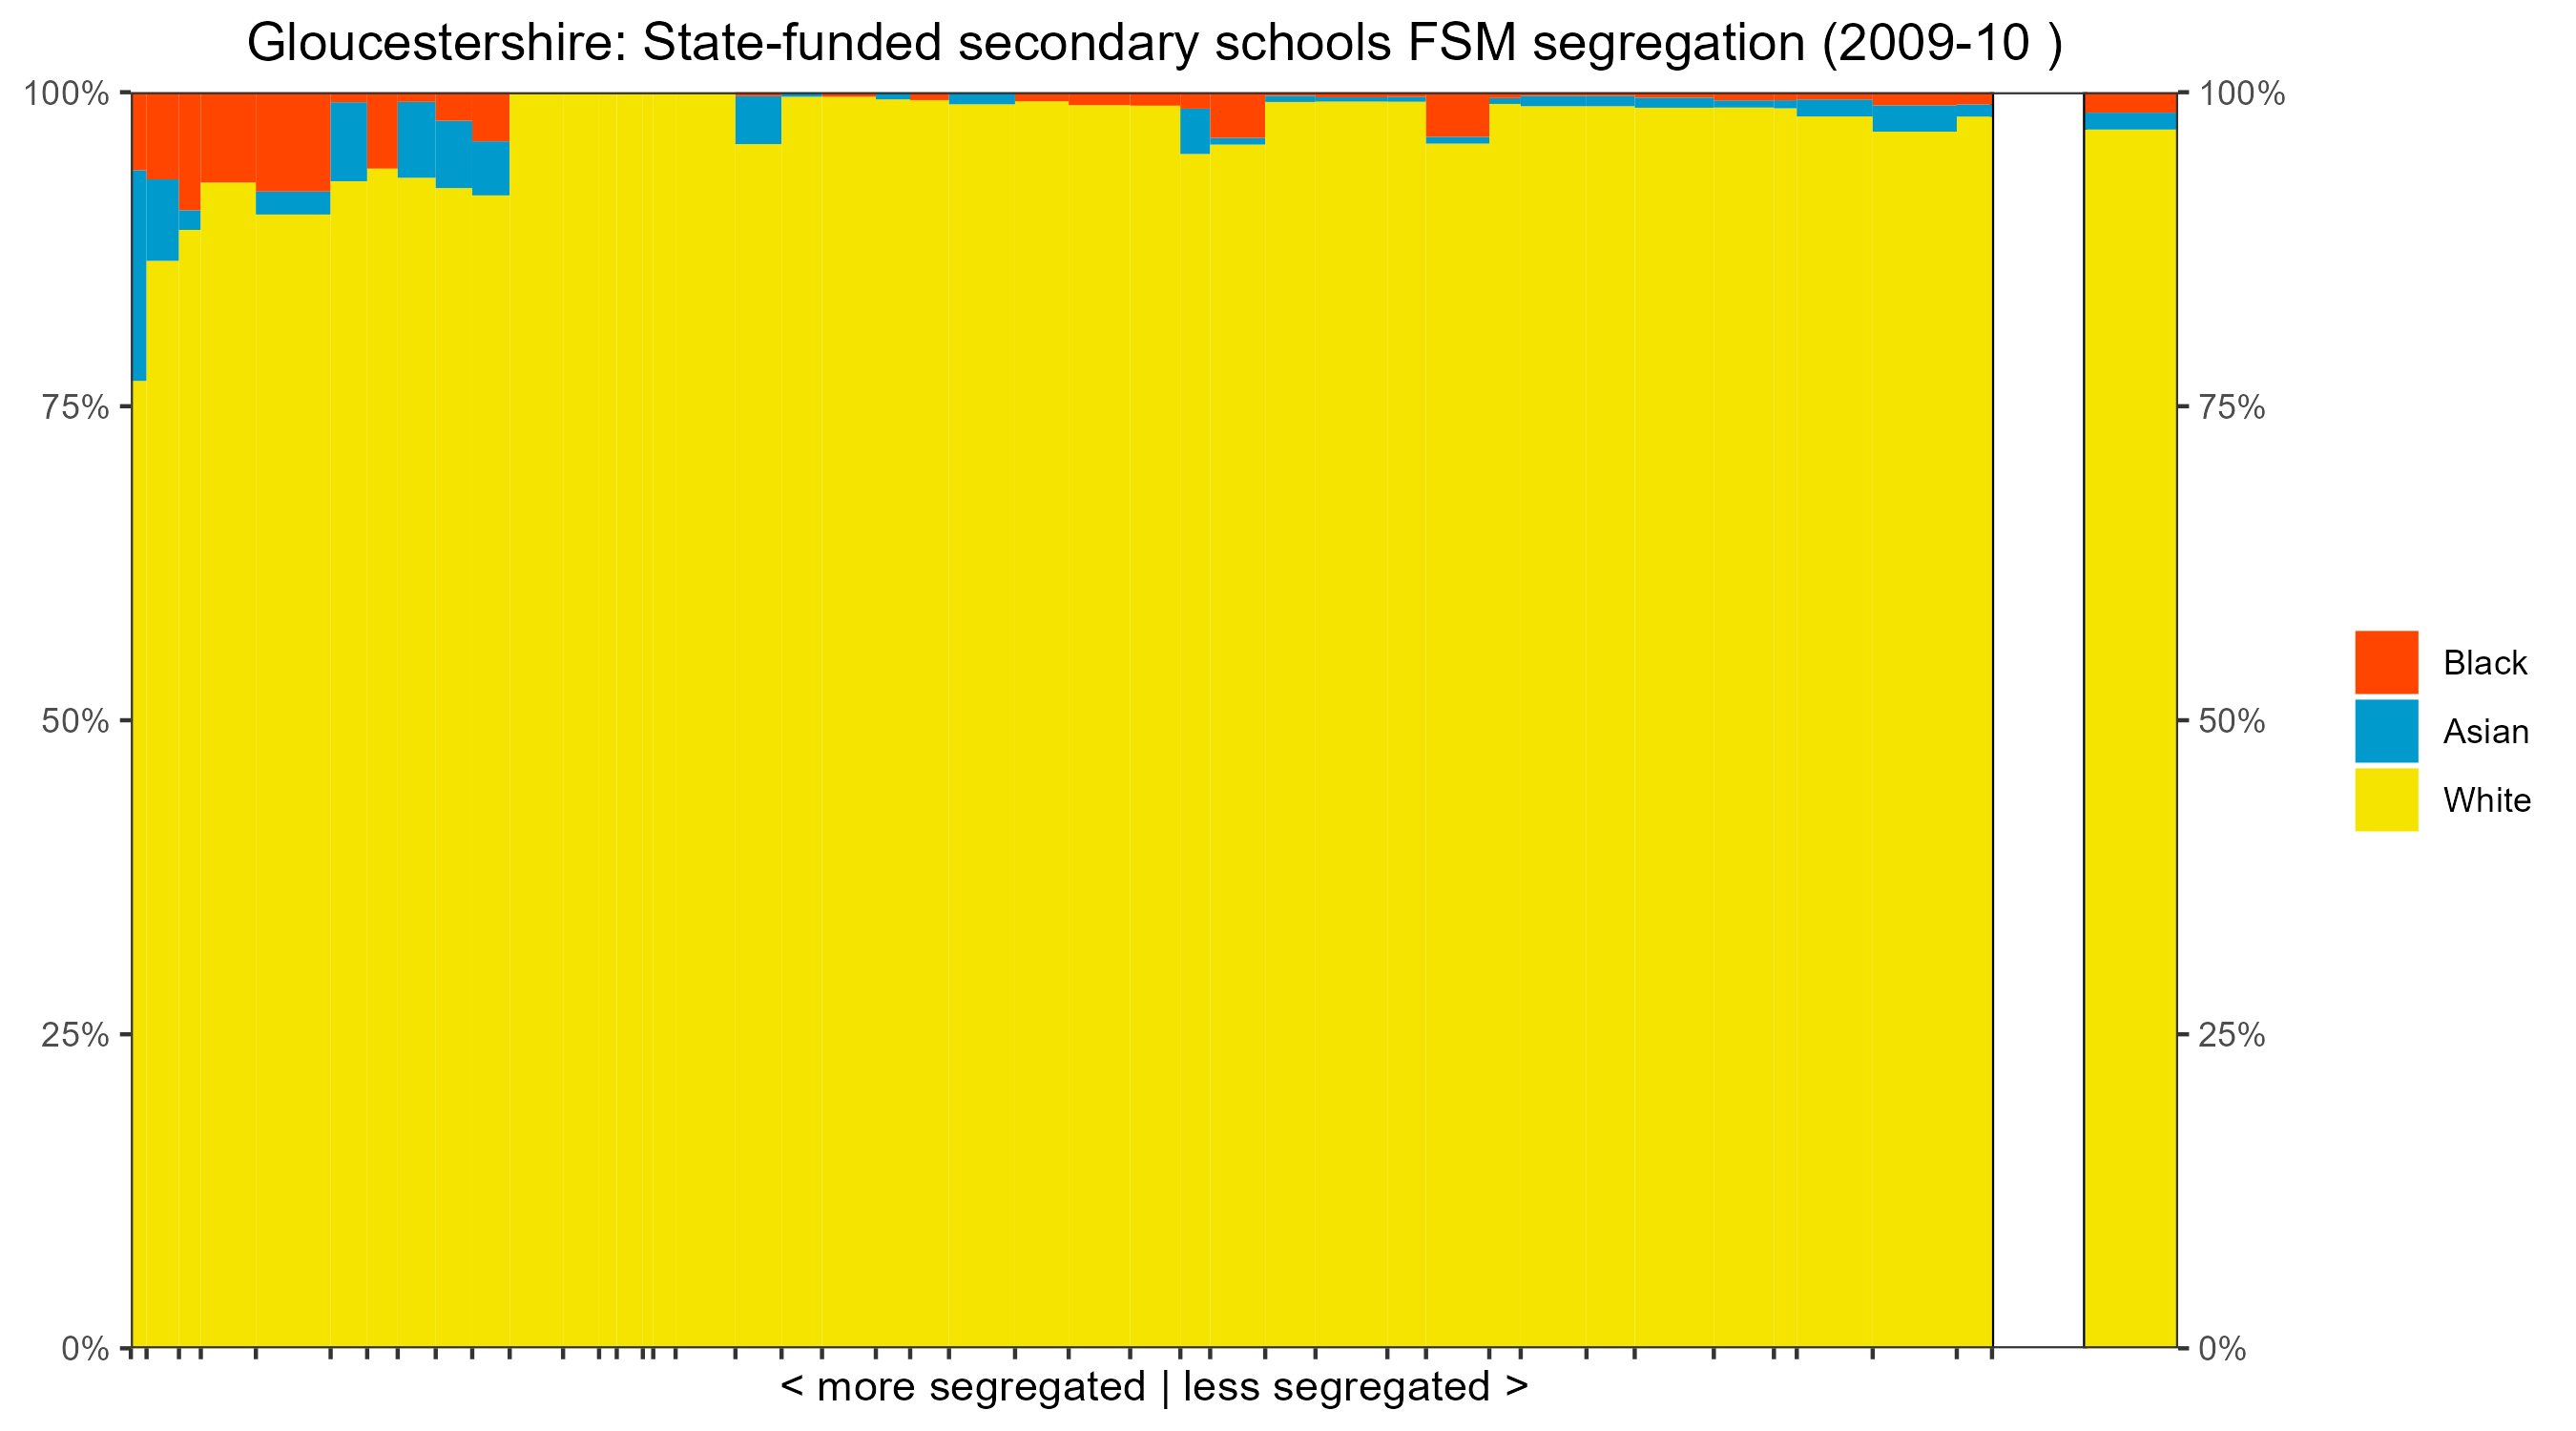 Gloucestershire: State-funded secondary schools FSM segregation (2009-10 )
100%
75%
50%
25%
0%
100%
75%
50%
25%
0%
Black
Asian
White
< more segregated | less segregated >